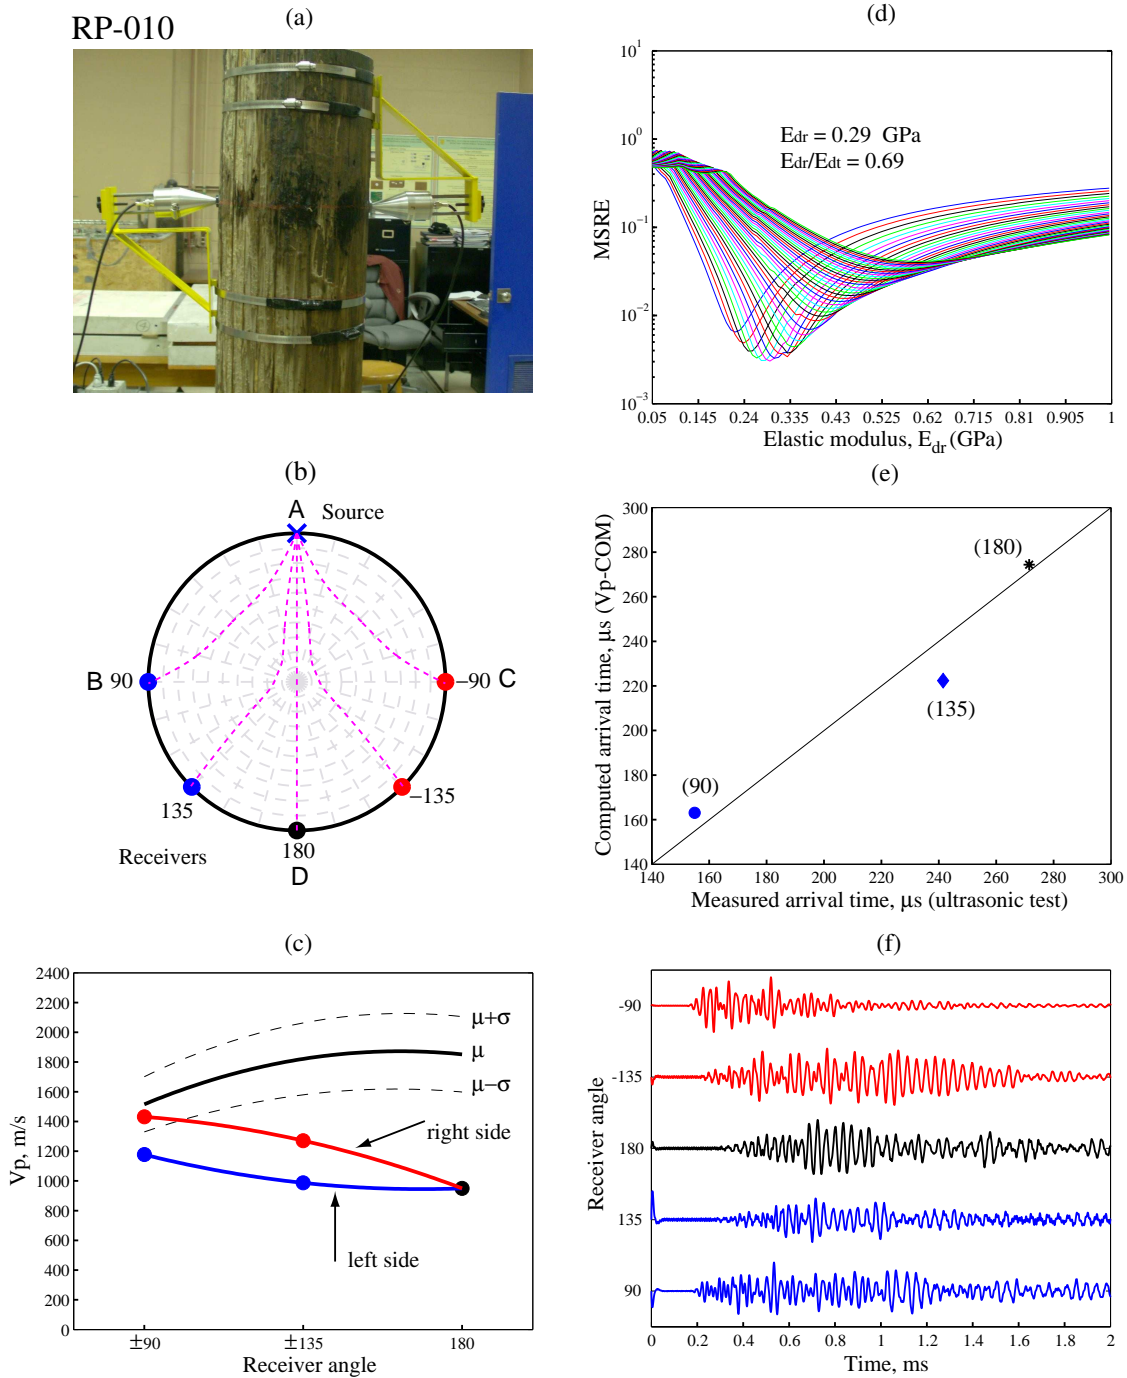 RP-010
(a)
(d)
10^1
10^0
10^−1
10^−2
10^−3
MSRE
Edr = 0.29 GPa
Edr/Edt = 0.69
0.05 0.145 0.24 0.335 0.43 0.525 0.62 0.715 0.81 0.905 1
Elastic modulus, E_dr (GPa)
(b)
A
Source
B 90
−90 C
135
−135
180
D
Receivers
(e)
300
280
260
240
220
200
180
160
140
Computed arrival time, µs (Vp-COM)
(180)
(135)
(90)
140 160 180 200 220 240 260 280 300
Measured arrival time, µs (ultrasonic test)
(c)
2400
2200
2000
1800
1600
1400
1200
1000
800
600
400
200
0
Vp, m/s
µ+σ
µ
µ−σ
right side
left side
±90 ±135 180
Receiver angle
(f)
-90
-135
180
135
90
Receiver angle
0 0.2 0.4 0.6 0.8 1 1.2 1.4 1.6 1.8 2
Time, ms